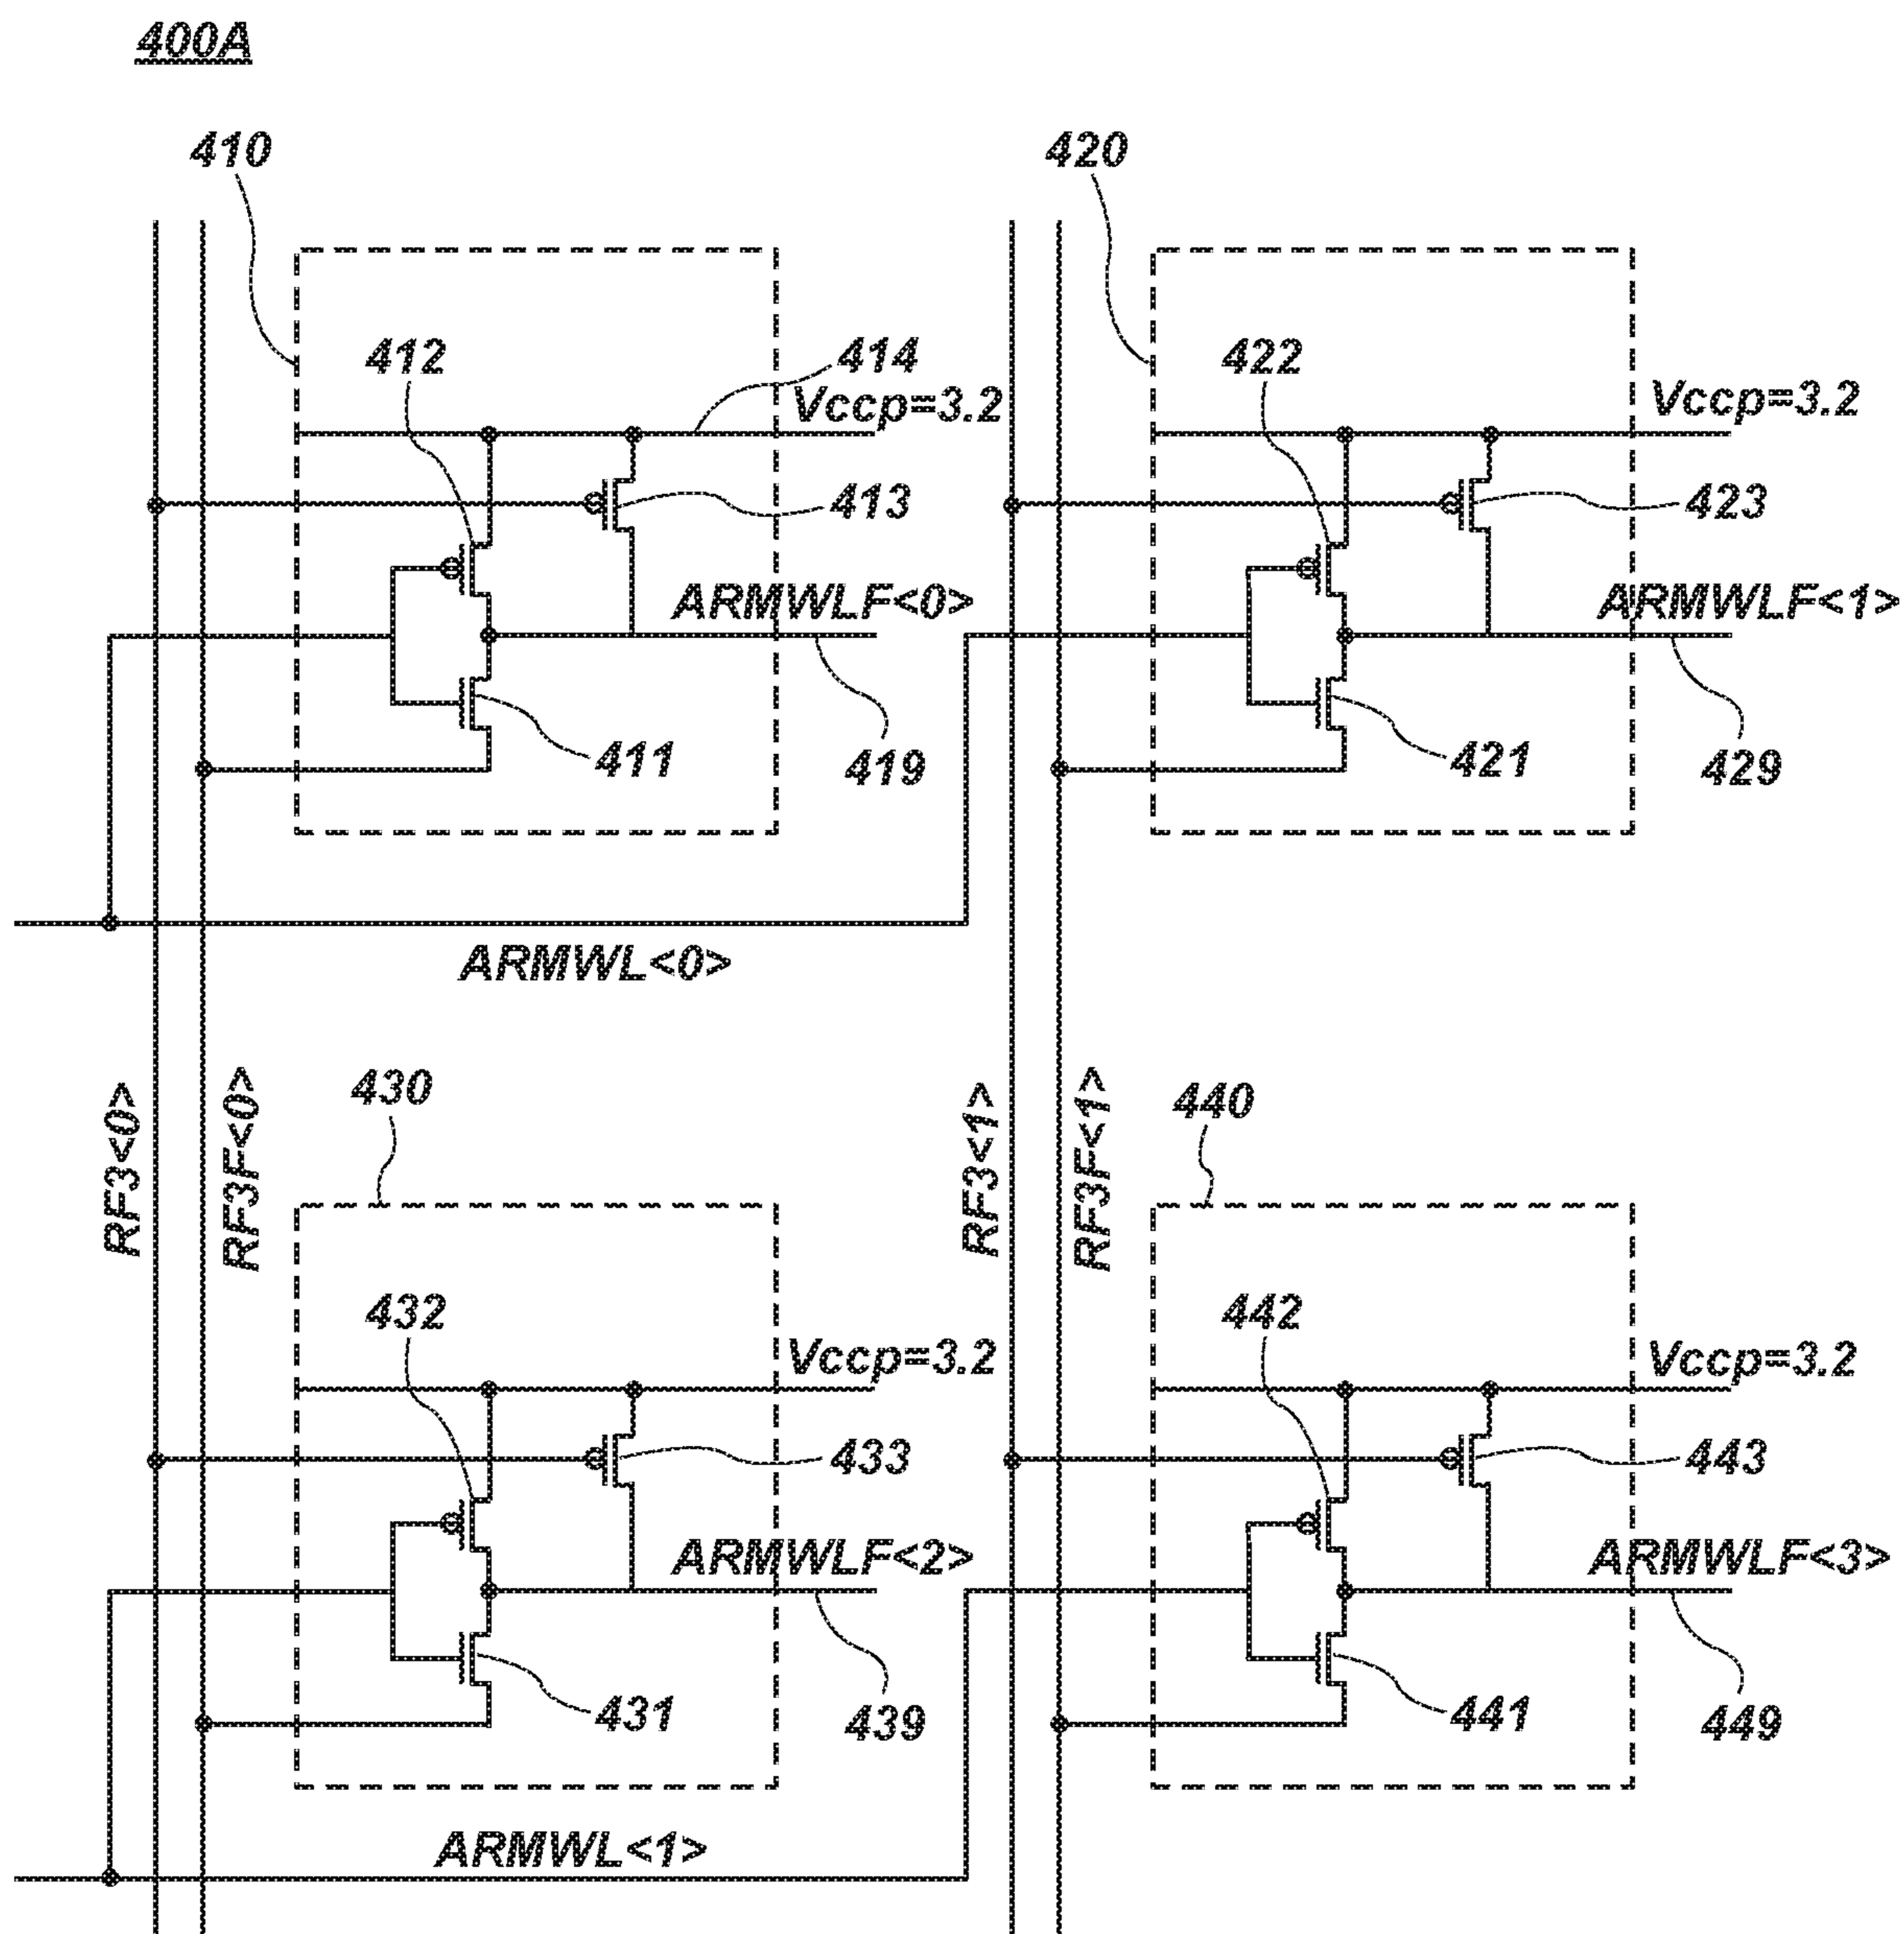 400A
410
420
412
414
Vccp=3.2
422
Vccp=3.2
413
423
ARMWLF<0>
ARMWLF<1>
411
419
421
429
ARMWL<0>
RF3<0>
RF3F<0>
430
RF3<1>
RF3F<1>
440
432
Vccp=3.2
442
Vccp=3.2
433
443
ARMWLF<2>
ARMWLF<3>
431
439
441
449
ARMWL<1>